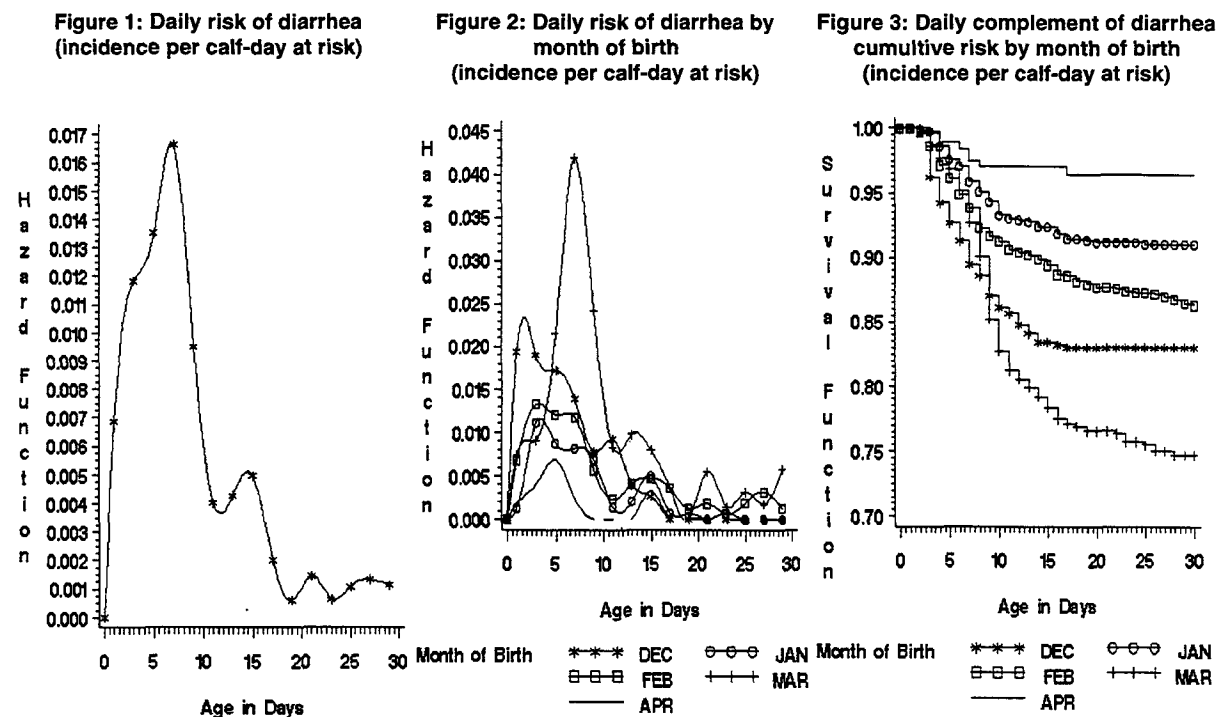 Figure 1: Daily risk of diarrhea
(incidence per calf-day at risk)
Hazard Function
0.017
0.016
0.015
0.014
0.013
0.012
0.011
0.010
0.009
0.008
0.007
0.006
0.005
0.004
0.003
0.002
0.001
0.000
0 5 10 15 20 25 30
Age in Days
Figure 2: Daily risk of diarrhea by
month of birth
(incidence per calf-day at risk)
Hazard Function
0.045
0.040
0.035
0.030
0.025
0.020
0.015
0.010
0.005
0.000
0 5 10 15 20 25 30
Age in Days
Month of Birth DEC JAN
FEB MAR
APR
Figure 3: Daily complement of diarrhea
cumultive risk by month of birth
(incidence per calf-day at risk)
Survival Function
1.00
0.95
0.90
0.85
0.80
0.75
0.70
0 5 10 15 20 25 30
Age in Days
Month of Birth DEC JAN
FEB MAR
APR